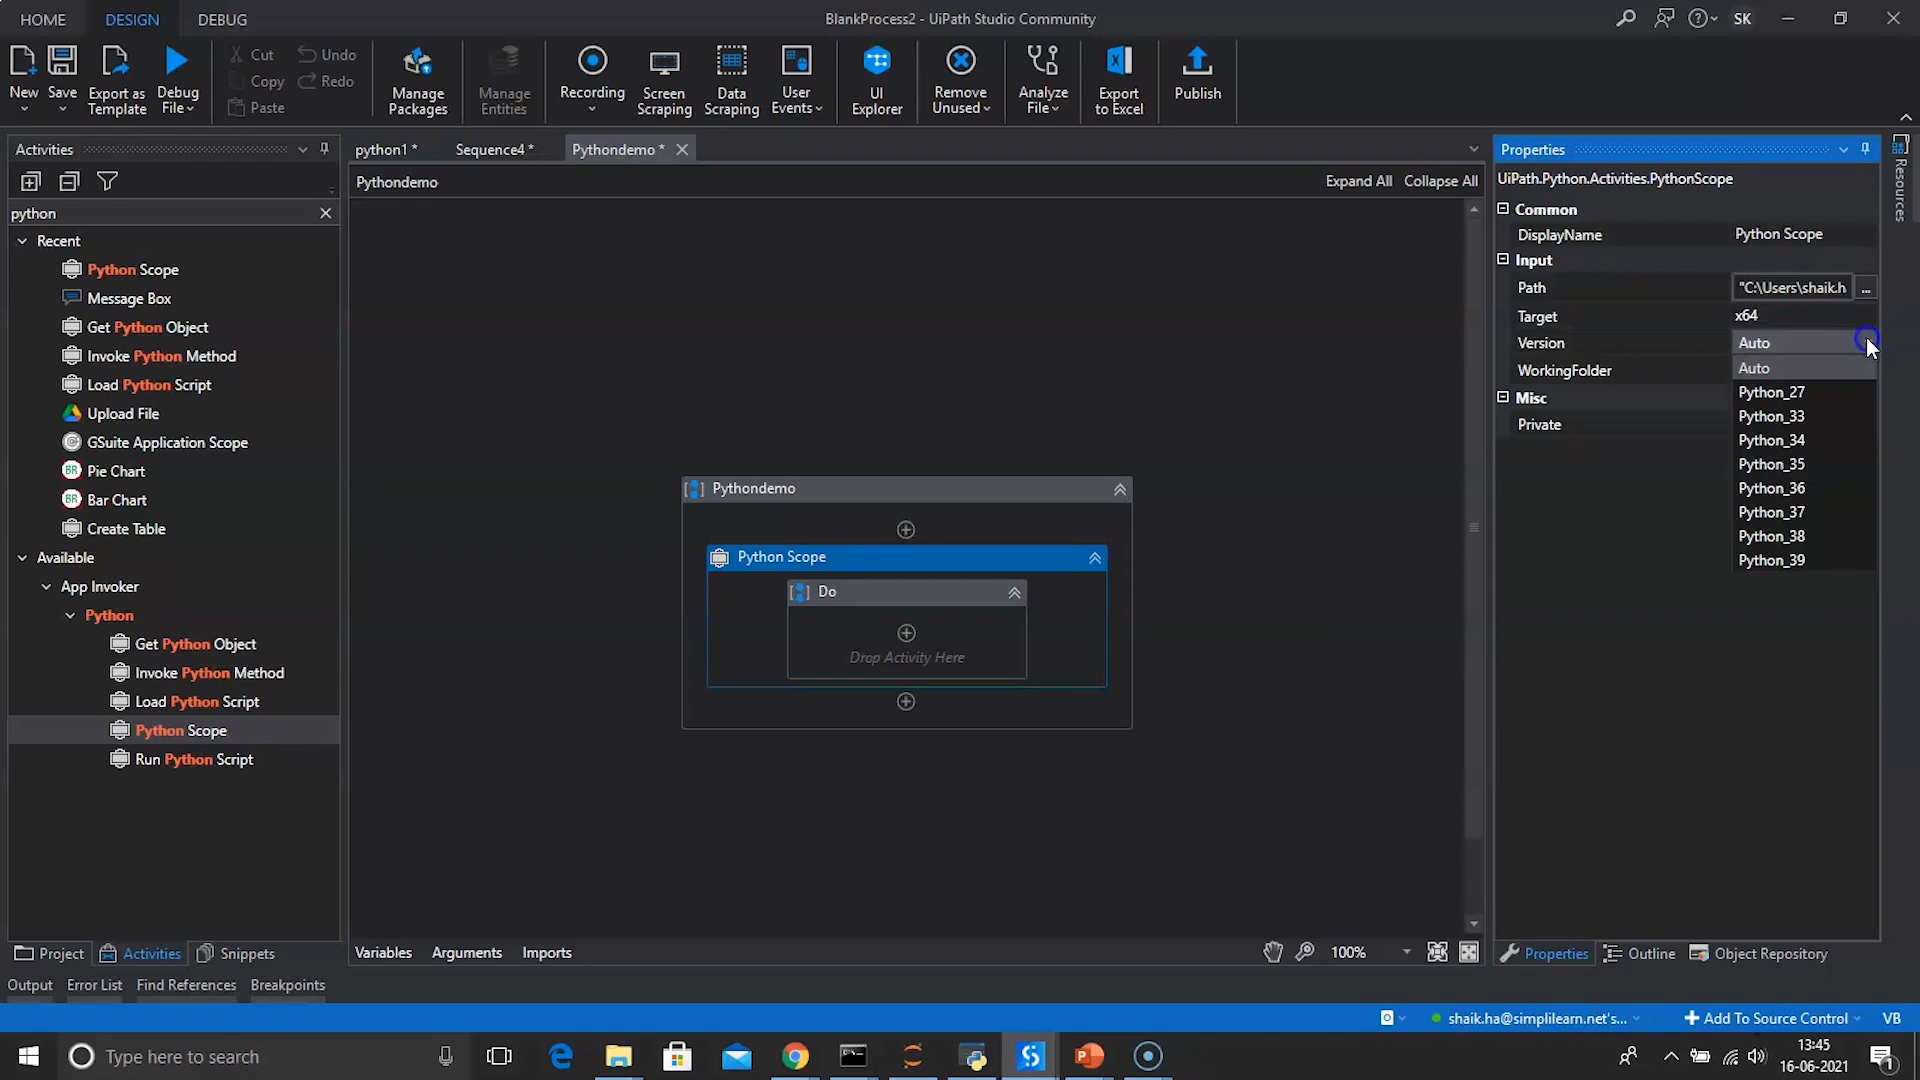 HOME DESIGN DEBUG
BlankProcess2 - UiPath Studio Community
SK
New
Save
Export as
Template
Debug
File
Cut
Copy
Paste
Undo
Redo
Manage
Packages
Manage
Entities
Recording
Screen
Scraping
Data
Scraping
User
Events
UI
Explorer
Remove
Unused
Analyze
File
Export
to Excel
Publish
Activities
python
Recent
Python Scope
Message Box
Get Python Object
Invoke Python Method
Load Python Script
Upload File
GSuite Application Scope
BR Pie Chart
BR Bar Chart
Create Table
Available
App Invoker
Python
Get Python Object
Invoke Python Method
Load Python Script
Python Scope
Run Python Script
Project Activities Snippets
python1 * Sequence4 * Pythondemo *
Pythondemo
Expand All Collapse All
Pythondemo
Python Scope
Do
Drop Activity Here
Variables Arguments Imports
100%
Properties
UiPath.Python.Activities.PythonScope
Common
DisplayName Python Scope
Input
Path "C:\Users\shaik.h ...
Target x64
Version Auto
WorkingFolder
Misc
Private
Auto
Python_27
Python_33
Python_34
Python_35
Python_36
Python_37
Python_38
Python_39
Resources
Properties Outline Object Repository
Output Error List Find References Breakpoints
shaik.ha@simplilearn.net's...
Add To Source Control
VB
Type here to search
13:45
16-06-2021
1